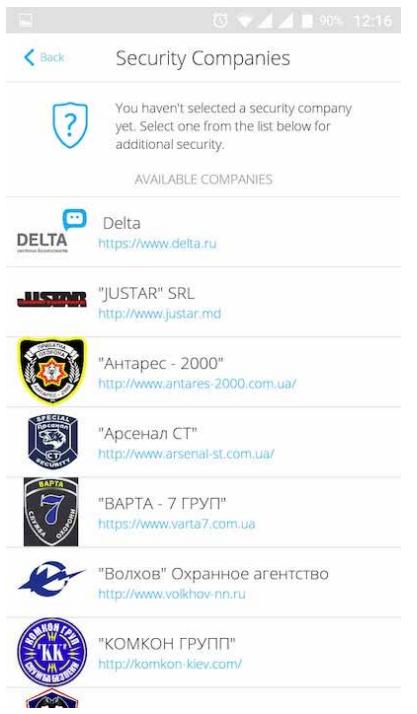 90% 12:16
Back Security Companies
You haven't selected a security company
yet. Select one from the list below for
additional security.
AVAILABLE COMPANIES
DELTA
Delta
https://www.delta.ru
JUSTAR
"JUSTAR" SRL
http://www.justar.md
"Антарес - 2000"
http://www.antares-2000.com.ua/
SPECIAL
Арсенал
СТ
SECURITY
"Арсенал СТ"
http://www.arsenal-st.com.ua/
ВАРТА
7
СЛУЖБА ОХОРОНИ
"ВАРТА - 7 ГРУП"
https://www.varta7.com.ua
"Волхов" Охранное агентство
http://www.volkhov-nn.ru
КОМКОН ГРУП
"КК"
СЛУЖБА БЕЗПЕКИ
"КОМКОН ГРУПП"
http://komkon-kiev.com/